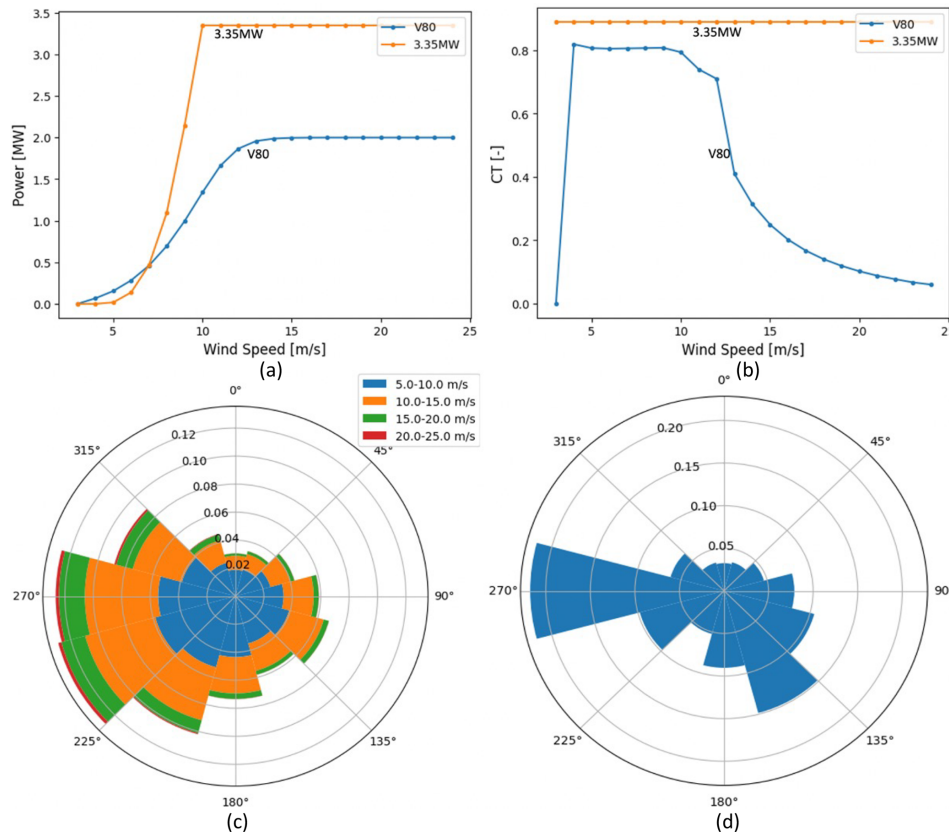 V80
3.35MW
3.35MW
V80
3.5
3.0
2.5
2.0
1.5
1.0
0.5
0.0
Power [MW]
5
10
15
20
25
Wind Speed [m/s]
(a)
V80
3.35MW
3.35MW
V80
0.8
0.6
0.4
0.2
0.0
CT [-]
5
10
15
20
25
Wind Speed [m/s]
(b)
5.0-10.0 m/s
10.0-15.0 m/s
15.0-20.0 m/s
20.0-25.0 m/s
0°
45°
90°
135°
180°
225°
270°
315°
0.12
0.10
0.08
0.06
0.04
0.02
(c)
0°
45°
90°
135°
180°
225°
270°
315°
0.20
0.15
0.10
0.05
(d)